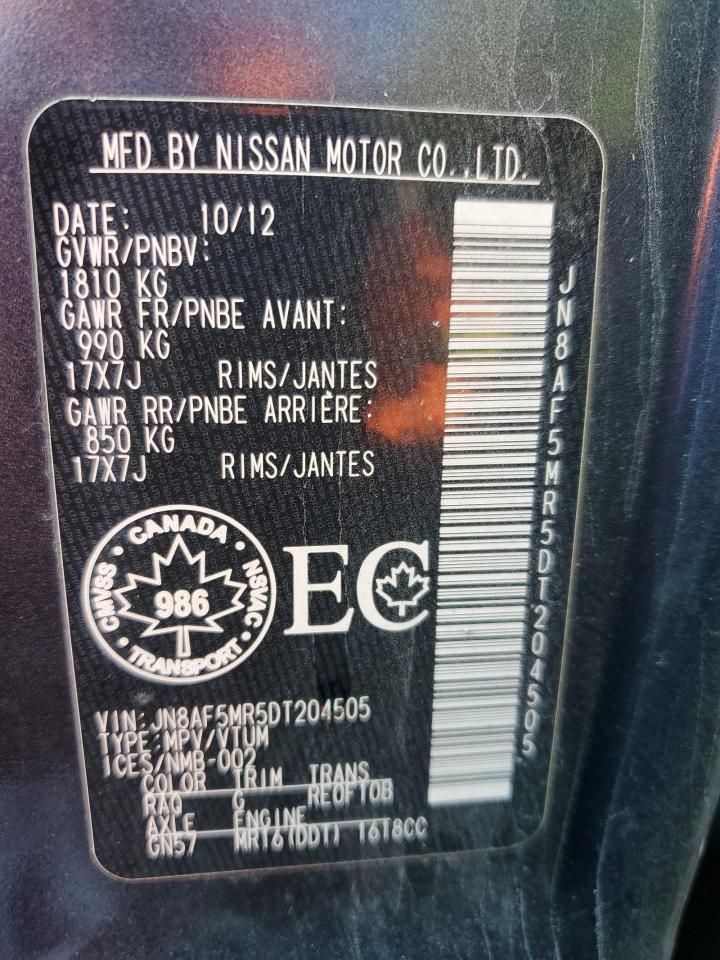 MFD BY NISSAN MOTOR CO.,LTD.
DATE: 10/12
GVWR/PNBV:
1810 KG
GAWR FR/PNBE AVANT:
990 KG
17X7J RIMS/JANTES
GAWR RR/PNBE ARRIERE:
850 KG
17X7J RIMS/JANTES
CANADA
CMVSS 986 NSVAC
TRANSPORT
EC
VIN:JN8AF5MR5DT204505
TYPE:MPV/VTUM
ICES/NMB-002
COLOR TRIM TRANS
RAQ G RE0F10B
AXLE ENGINE
GN57 MR16(DDT) 1618CC
JN8AF5MR5DT204505